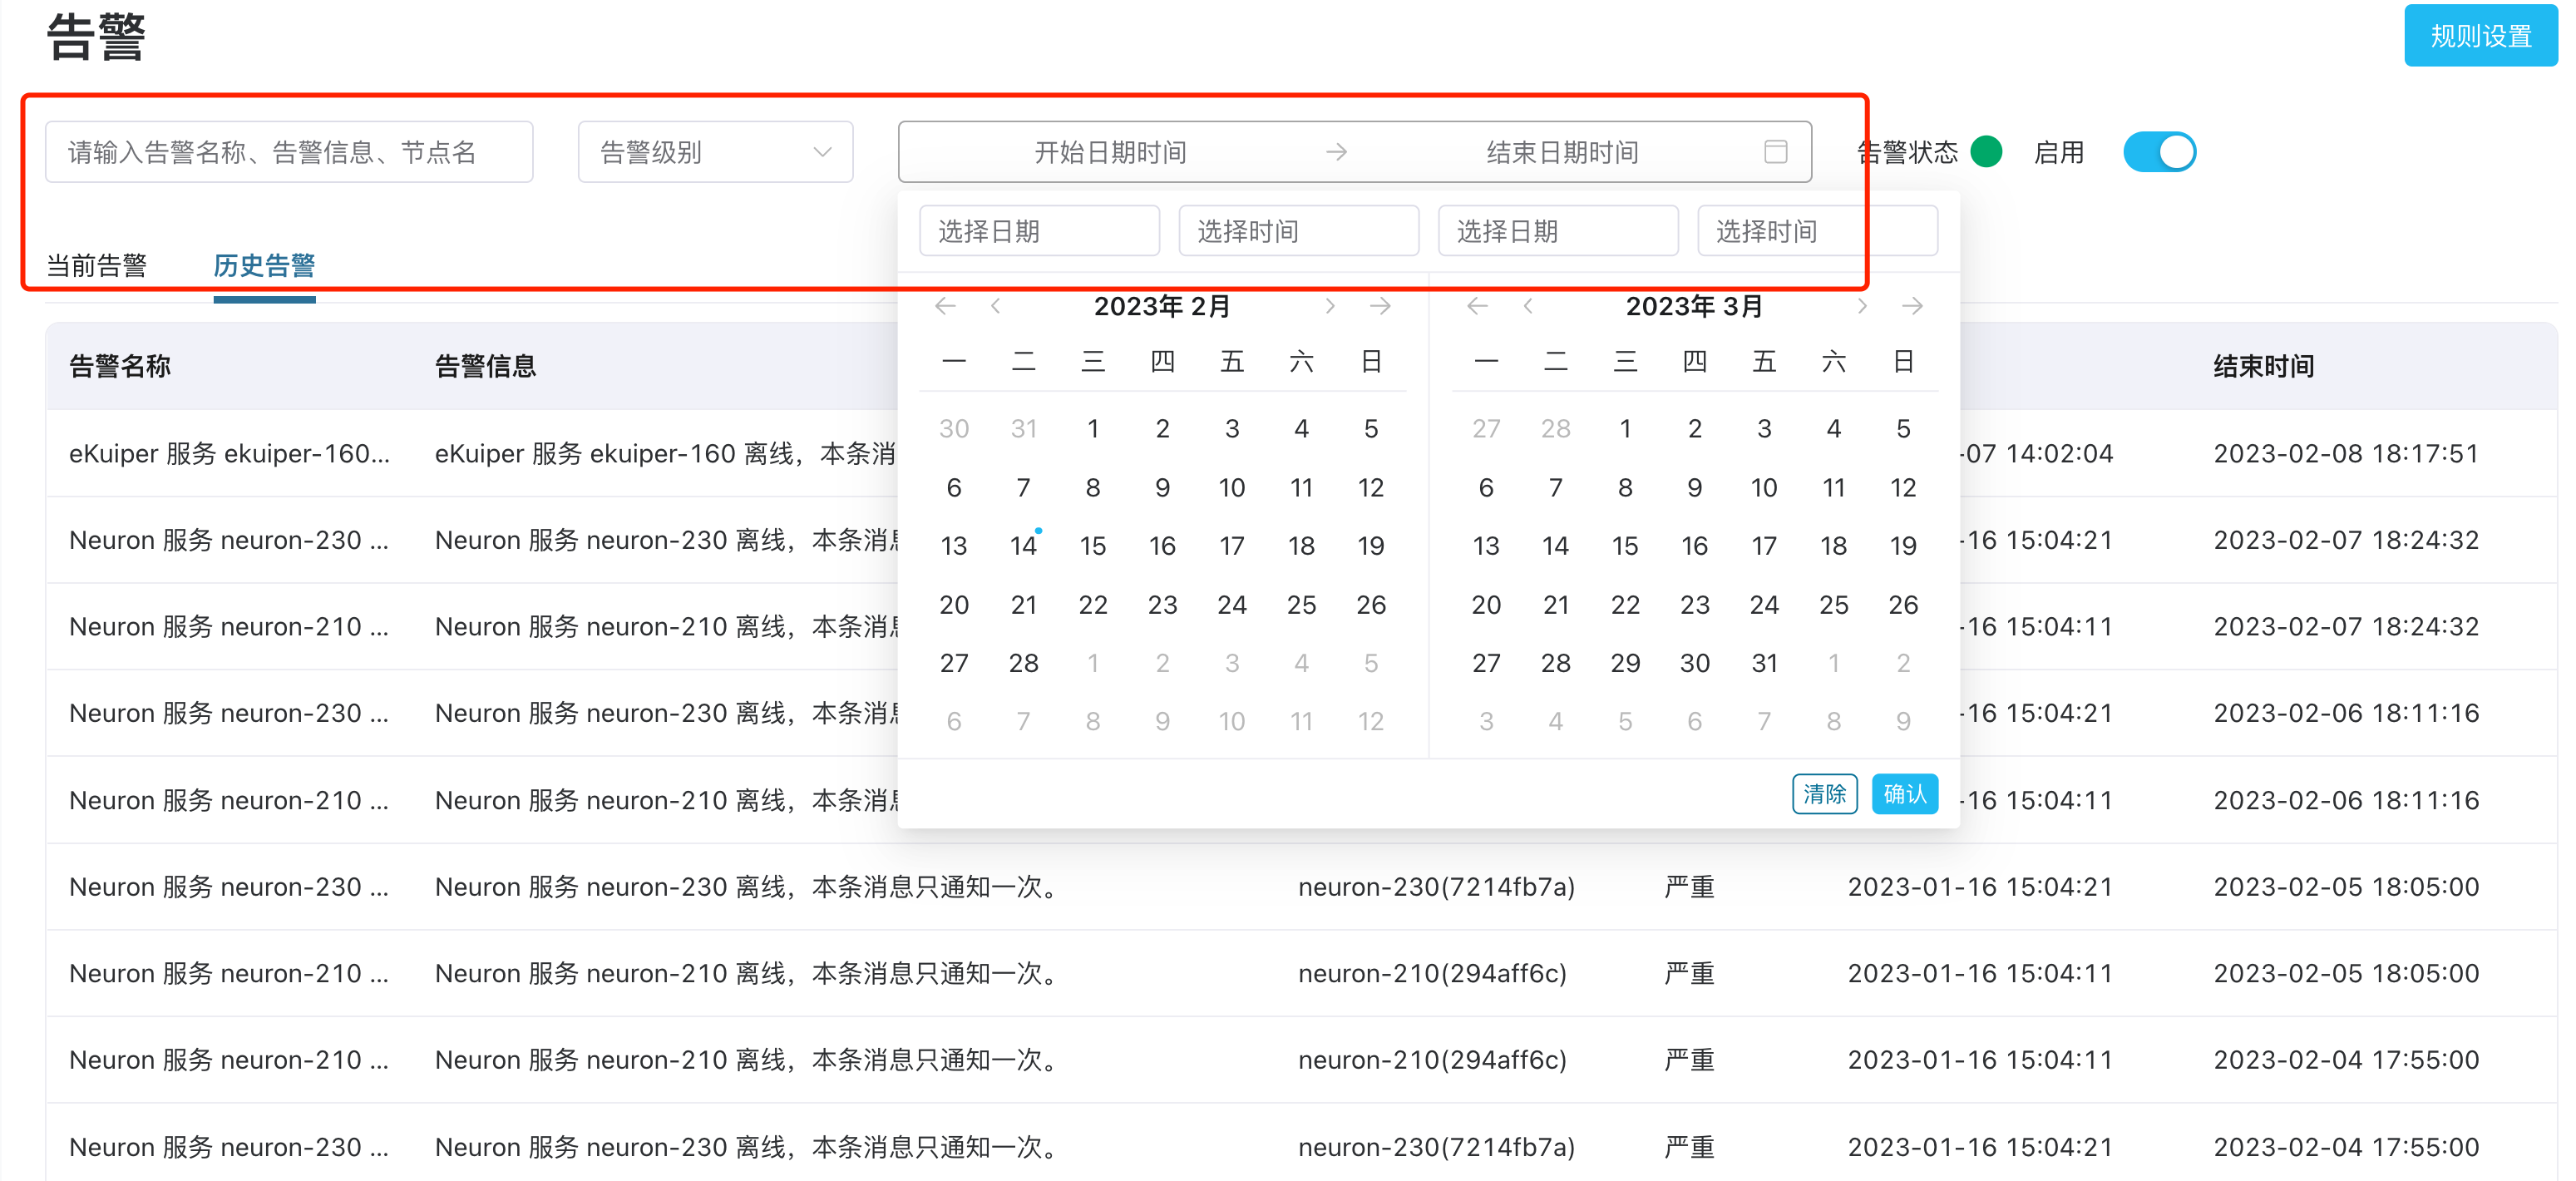 告警
规则设置
请输入告警名称、告警信息、节点名 告警级别 开始日期时间 → 结束日期时间 告警状态 启用
选择日期 选择时间 选择日期 选择时间
当前告警 历史告警
2023年 2月 2023年 3月
一 二 三 四 五 六 日 一 二 三 四 五 六 日
30 31 1 2 3 4 5 27 28 1 2 3 4 5
6 7 8 9 10 11 12 6 7 8 9 10 11 12
13 14 15 16 17 18 19 13 14 15 16 17 18 19
20 21 22 23 24 25 26 20 21 22 23 24 25 26
27 28 1 2 3 4 5 27 28 29 30 31 1 2
6 7 8 9 10 11 12 3 4 5 6 7 8 9
清除 确认
告警名称 告警信息 结束时间
eKuiper 服务 ekuiper-160... eKuiper 服务 ekuiper-160 离线，本条消 -07 14:02:04 2023-02-08 18:17:51
Neuron 服务 neuron-230 ... Neuron 服务 neuron-230 离线，本条消 -16 15:04:21 2023-02-07 18:24:32
Neuron 服务 neuron-210 ... Neuron 服务 neuron-210 离线，本条消 -16 15:04:11 2023-02-07 18:24:32
Neuron 服务 neuron-230 ... Neuron 服务 neuron-230 离线，本条消 -16 15:04:21 2023-02-06 18:11:16
Neuron 服务 neuron-210 ... Neuron 服务 neuron-210 离线，本条消 -16 15:04:11 2023-02-06 18:11:16
Neuron 服务 neuron-230 ... Neuron 服务 neuron-230 离线，本条消息只通知一次。 neuron-230(7214fb7a) 严重 2023-01-16 15:04:21 2023-02-05 18:05:00
Neuron 服务 neuron-210 ... Neuron 服务 neuron-210 离线，本条消息只通知一次。 neuron-210(294aff6c) 严重 2023-01-16 15:04:11 2023-02-05 18:05:00
Neuron 服务 neuron-210 ... Neuron 服务 neuron-210 离线，本条消息只通知一次。 neuron-210(294aff6c) 严重 2023-01-16 15:04:11 2023-02-04 17:55:00
Neuron 服务 neuron-230 ... Neuron 服务 neuron-230 离线，本条消息只通知一次。 neuron-230(7214fb7a) 严重 2023-01-16 15:04:21 2023-02-04 17:55:00